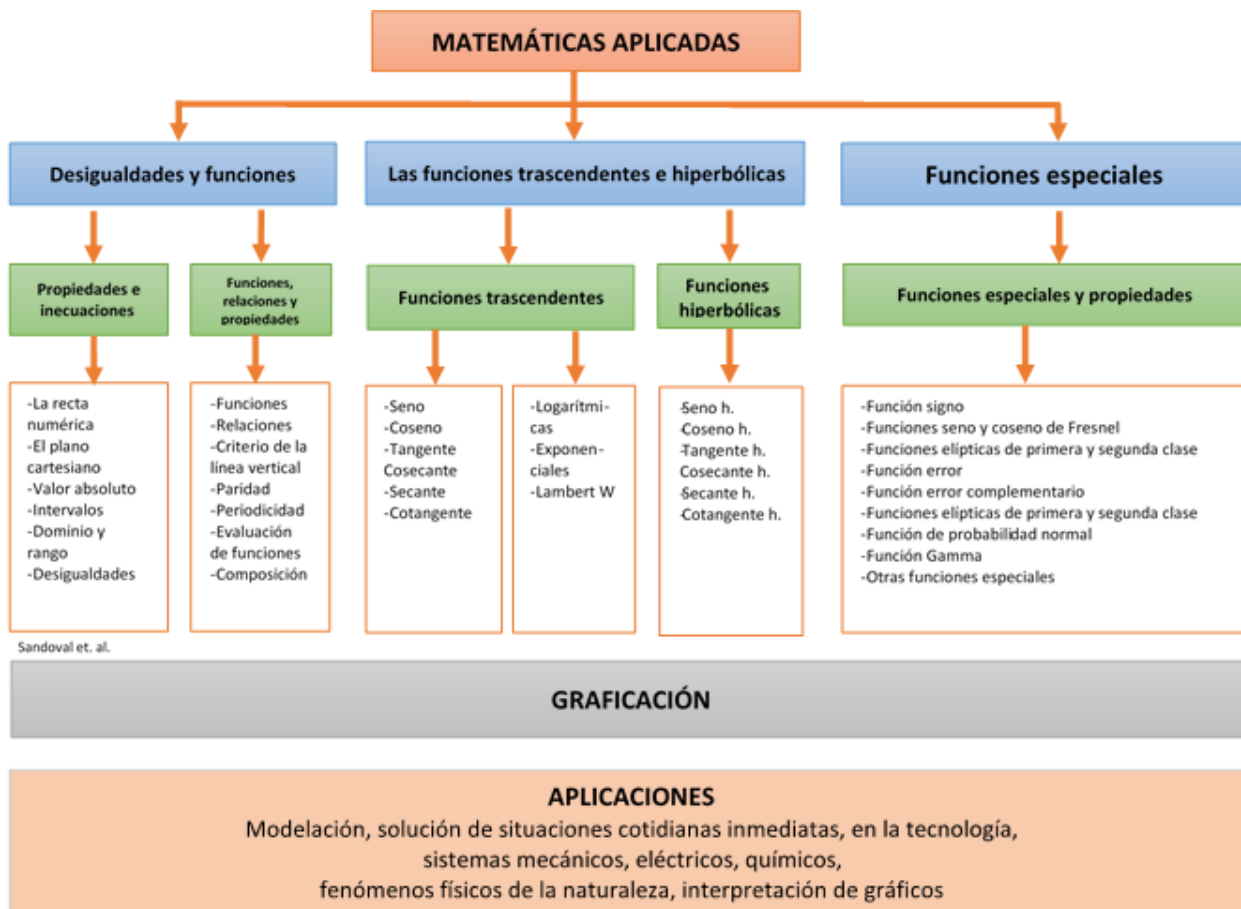 MATEMÁTICAS APLICADAS
Desigualdades y funciones
Las funciones trascendentes e hiperbólicas
Funciones especiales
Propiedades e
inecuaciones
Funciones,
relaciones y
propiedades
Funciones trascendentes
Funciones
hiperbólicas
Funciones especiales y propiedades
-La recta
numérica
-El plano
cartesiano
-Valor absoluto
-Intervalos
-Dominio y
rango
-Desigualdades
-Funciones
-Relaciones
-Criterio de la
línea vertical
-Paridad
-Periodicidad
-Evaluación
de funciones
-Composición
-Seno
-Coseno
-Tangente
Cosecante
-Secante
-Cotangente
-Logarítmi-
cas
-Exponen-
ciales
-Lambert W
-Seno h.
-Coseno h.
-Tangente h.
Cosecante h.
-Secante h.
-Cotangente h.
-Función signo
-Funciones seno y coseno de Fresnel
-Funciones elípticas de primera y segunda clase
-Función error
-Función error complementario
-Funciones elípticas de primera y segunda clase
-Función de probabilidad normal
-Función Gamma
-Otras funciones especiales
Sandoval et. al.
GRAFICACIÓN
APLICACIONES
Modelación, solución de situaciones cotidianas inmediatas, en la tecnología,
sistemas mecánicos, eléctricos, químicos,
fenómenos físicos de la naturaleza, interpretación de gráficos